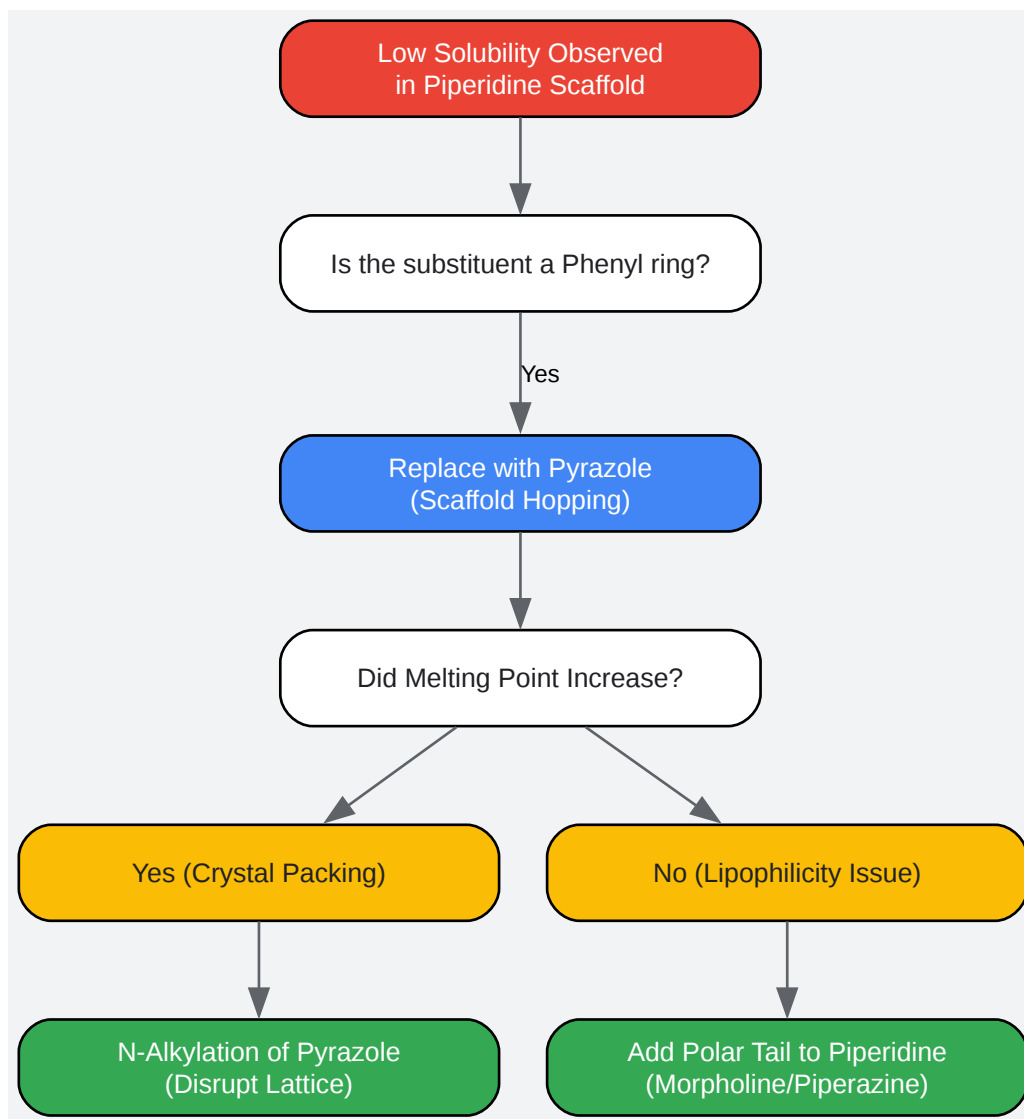 Low Solubility Observed
in Piperidine Scaffold
Is the substituent a Phenyl ring?
Yes
Replace with Pyrazole
(Scaffold Hopping)
Did Melting Point Increase?
Yes (Crystal Packing)
No (Lipophilicity Issue)
N-Alkylation of Pyrazole
(Disrupt Lattice)
Add Polar Tail to Piperidine
(Morpholine/Piperazine)